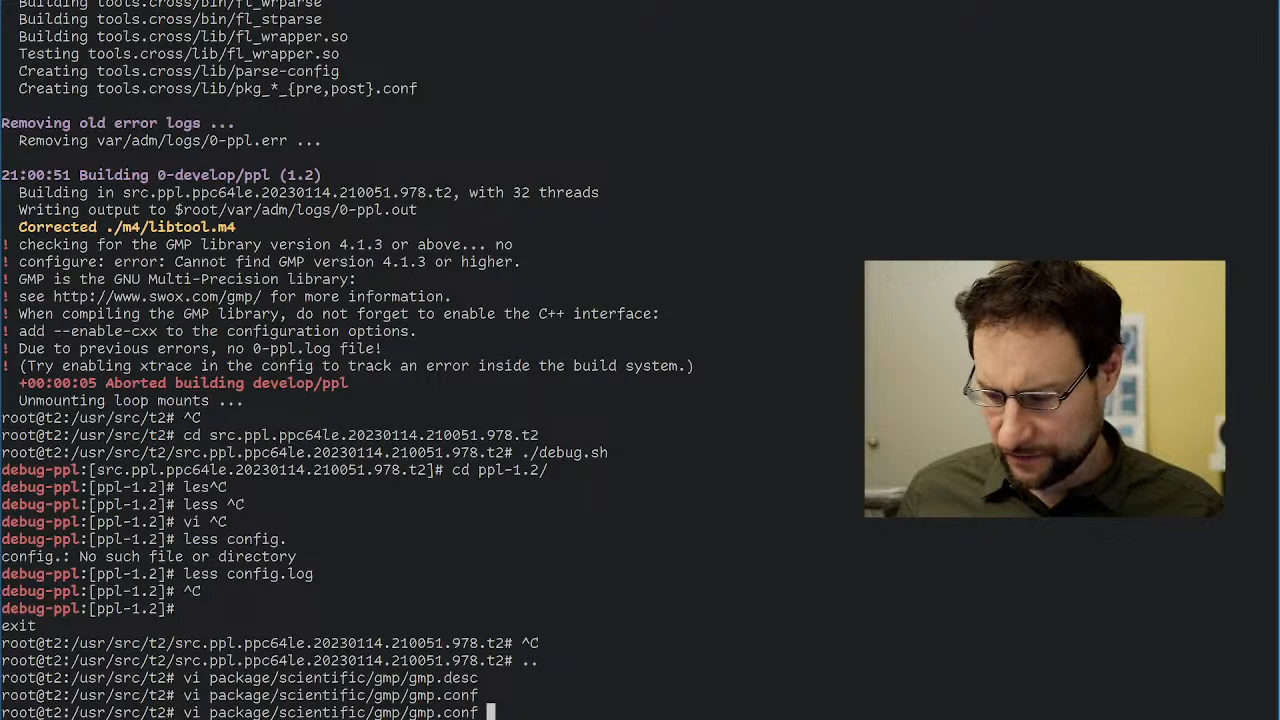 Building tools.cross/bin/fl_wrparse
Building tools.cross/bin/fl_stparse
Building tools.cross/lib/fl_wrapper.so
Testing tools.cross/lib/fl_wrapper.so
Creating tools.cross/lib/parse-config
Creating tools.cross/lib/pkg_*_{pre,post}.conf
Removing old error logs ...
Removing var/adm/logs/0-ppl.err ...
21:00:51 Building 0-develop/ppl (1.2)
Building in src.ppl.ppc64le.20230114.210051.978.t2, with 32 threads
Writing output to $root/var/adm/logs/0-ppl.out
Corrected ./m4/libtool.m4
! checking for the GMP library version 4.1.3 or above... no
! configure: error: Cannot find GMP version 4.1.3 or higher.
! GMP is the GNU Multi-Precision library:
! see http://www.swox.com/gmp/ for more information.
! When compiling the GMP library, do not forget to enable the C++ interface:
! add --enable-cxx to the configuration options.
! Due to previous errors, no 0-ppl.log file!
! (Try enabling xtrace in the config to track an error inside the build system.)
+00:00:05 Aborted building develop/ppl
Unmounting loop mounts ...
root@t2:/usr/src/t2# ^C
root@t2:/usr/src/t2# cd src.ppl.ppc64le.20230114.210051.978.t2
root@t2:/usr/src/t2/src.ppl.ppc64le.20230114.210051.978.t2# ./debug.sh
debug-ppl:[src.ppl.ppc64le.20230114.210051.978.t2]# cd ppl-1.2/
debug-ppl:[ppl-1.2]# les^C
debug-ppl:[ppl-1.2]# less ^C
debug-ppl:[ppl-1.2]# vi ^C
debug-ppl:[ppl-1.2]# less config.
config.: No such file or directory
debug-ppl:[ppl-1.2]# less config.log
debug-ppl:[ppl-1.2]# ^C
debug-ppl:[ppl-1.2]#
exit
root@t2:/usr/src/t2/src.ppl.ppc64le.20230114.210051.978.t2# ^C
root@t2:/usr/src/t2/src.ppl.ppc64le.20230114.210051.978.t2# ..
root@t2:/usr/src/t2# vi package/scientific/gmp/gmp.desc
root@t2:/usr/src/t2# vi package/scientific/gmp/gmp.conf
root@t2:/usr/src/t2# vi package/scientific/gmp/gmp.conf